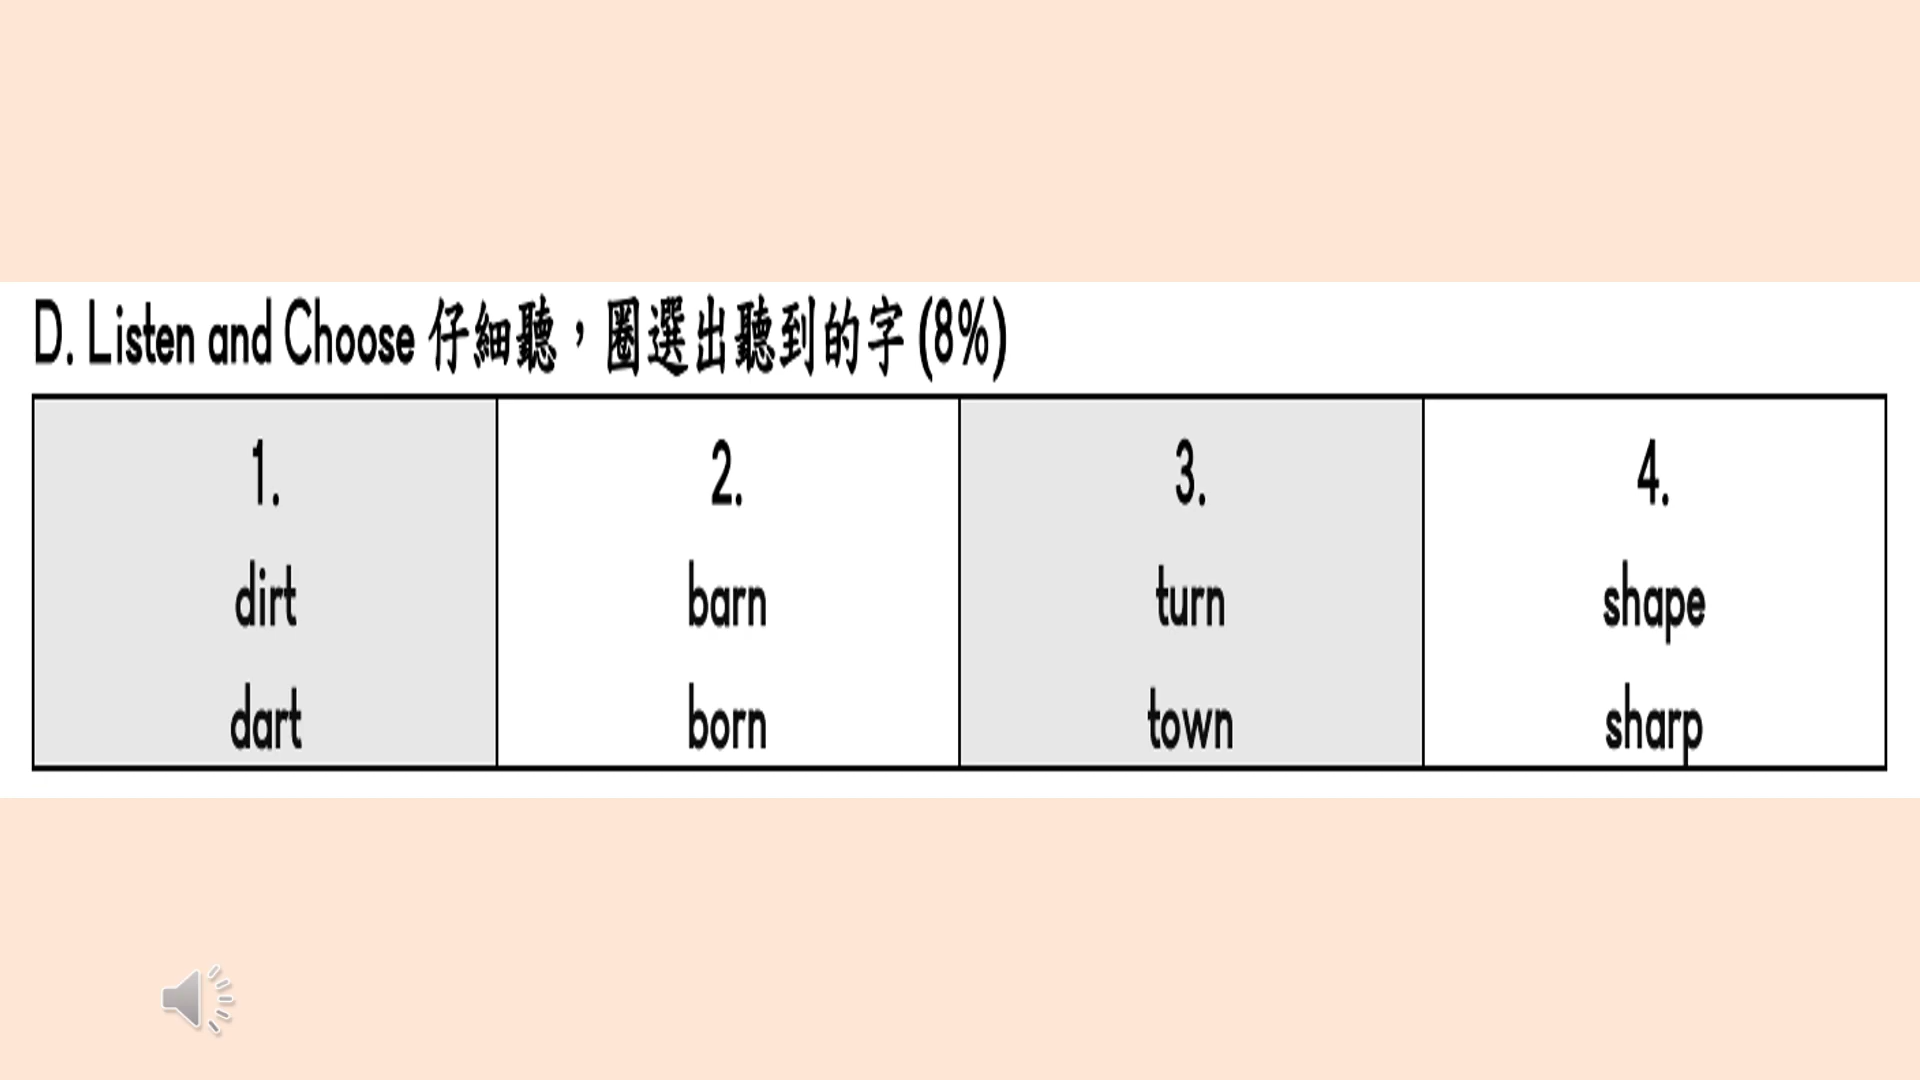 D. Listen and Choose 仔細聽，圈選出聽到的字 (8%)
1. 2. 3. 4.
dirt barn turn shape
dart born town sharp